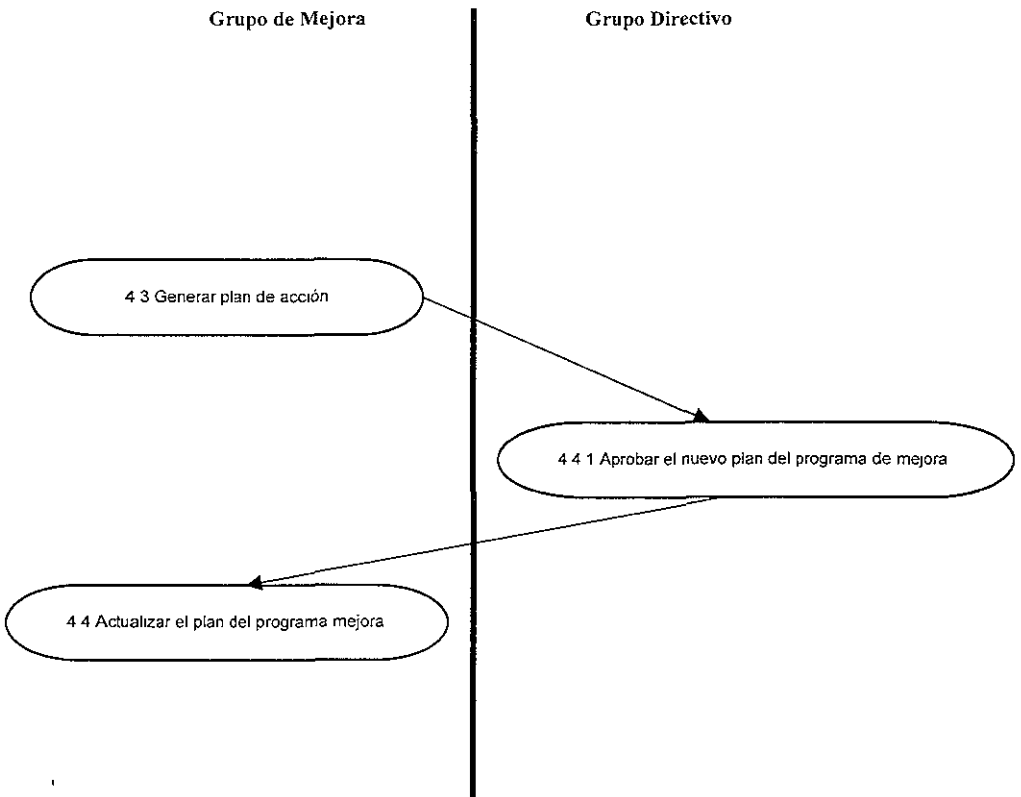 Grupo de Mejora
Grupo Directivo
4 3 Generar plan de acción
4 4 1 Aprobar el nuevo plan del programa de mejora
4 4 Actualizar el plan del programa mejora